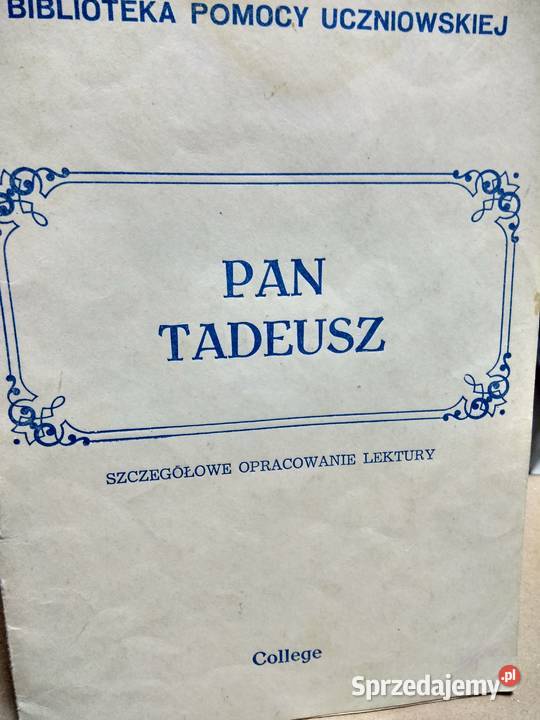 BIBLIOTEKA POMOCY UCZNIOWSKIEJ
PAN
TADEUSZ
SZCZEGÓŁOWE OPRACOWANIE LEKTURY
College
Sprzedajemy.pl